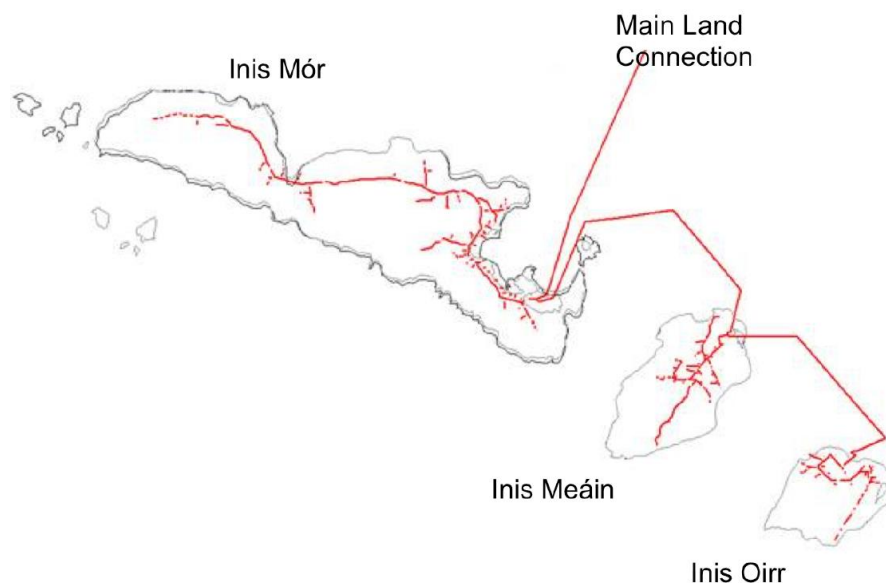 Main Land
Connection
Inis Mór
Inis Meáin
Inis Oirr